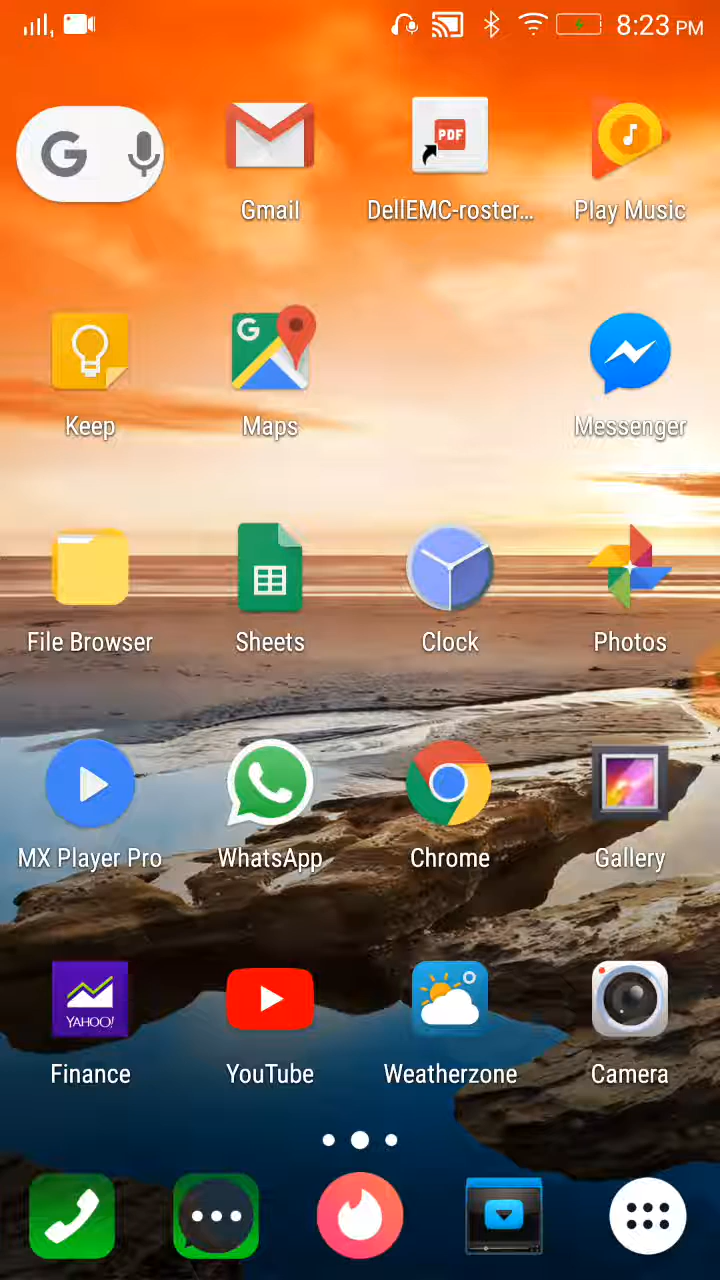 8:23 PM
G
PDF
Gmail
DellEMC-roster...
Play Music
G
Keep
Maps
Messenger
File Browser
Sheets
Clock
Photos
MX Player Pro
WhatsApp
Chrome
Gallery
YAHOO!
Finance
YouTube
Weatherzone
Camera